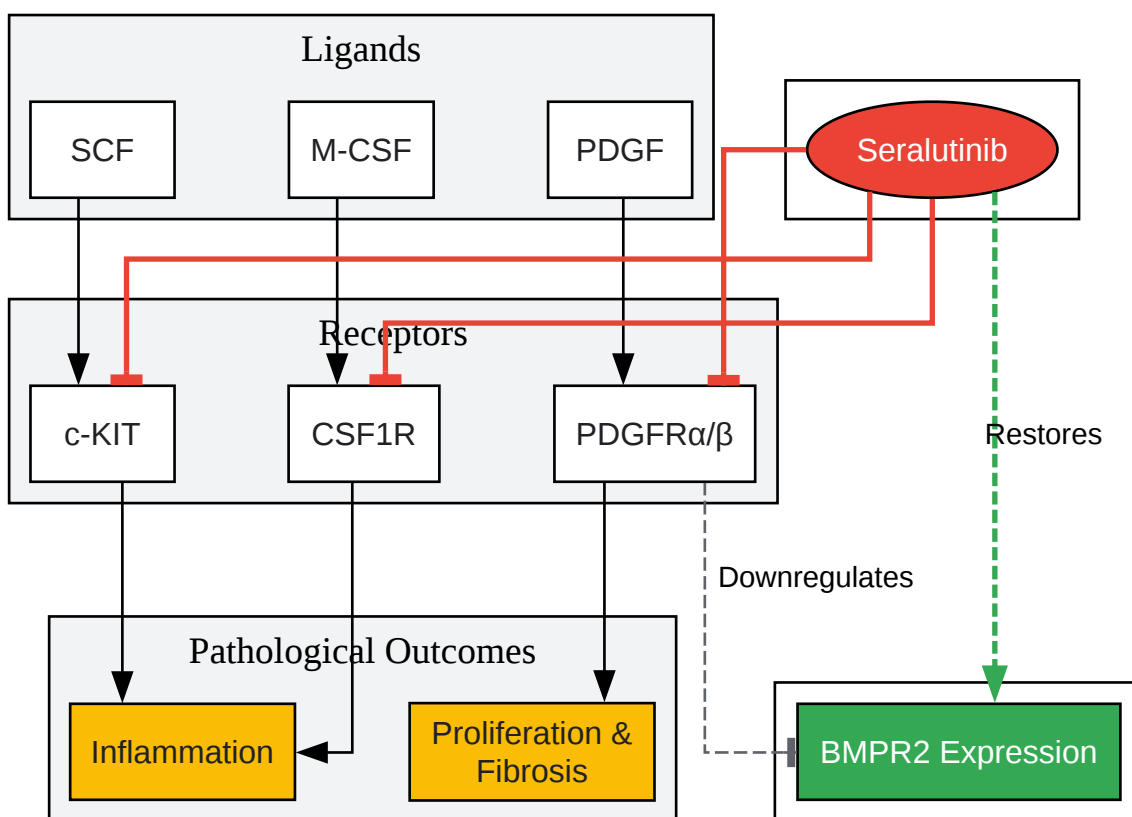 Ligands
SCF
M-CSF
PDGF
Seralutinib
Receptors
c-KIT
CSF1R
PDGFRα/β
Restores
Downregulates
Pathological Outcomes
Inflammation
Proliferation &
Fibrosis
BMPR2 Expression